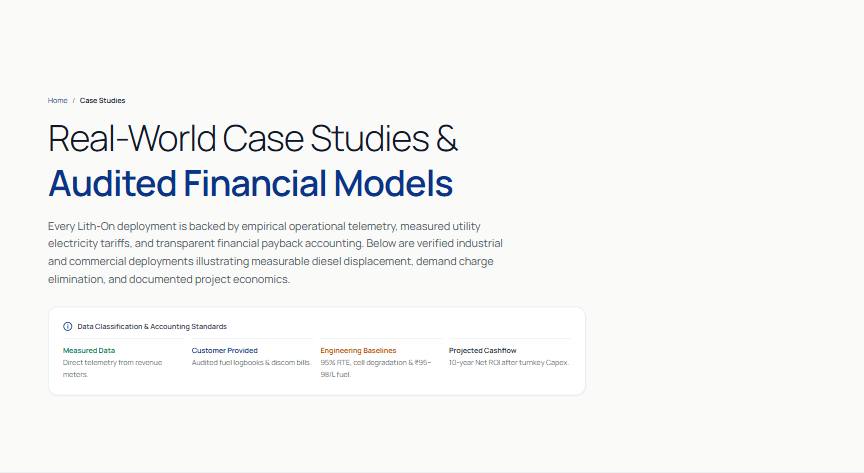 Home / Case Studies
Real-World Case Studies &
Audited Financial Models
Every Lith-On deployment is backed by empirical operational telemetry, measured utility
electricity tariffs, and transparent financial payback accounting. Below are verified industrial
and commercial deployments illustrating measurable diesel displacement, demand charge
elimination, and documented project economics.
Data Classification & Accounting Standards
Measured Data
Direct telemetry from revenue
meters.
Customer Provided
Audited fuel logbooks & discom bills.
Engineering Baselines
95% RTE, cell degradation & ₹95–
98/L fuel.
Projected Cashflow
10-year Net ROI after turnkey Capex.